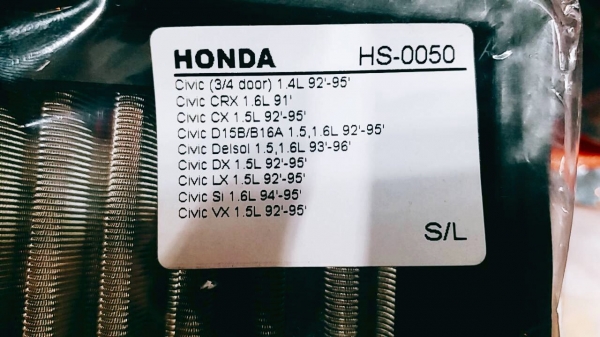 HONDA HS-0050
Civic (3/4 door) 1.4L 92'-95'
Civic CRX 1.6L 91'
Civic CX 1.5L 92'-95'
Civic D15B/B16A 1.5,1.6L 92'-95'
Civic Delsol 1.5,1.6L 93'-96'
Civic DX 1.5L 92'-95'
Civic LX 1.5L 92'-95'
Civic Si 1.6L 94'-95'
Civic VX 1.5L 92'-95'
S/L